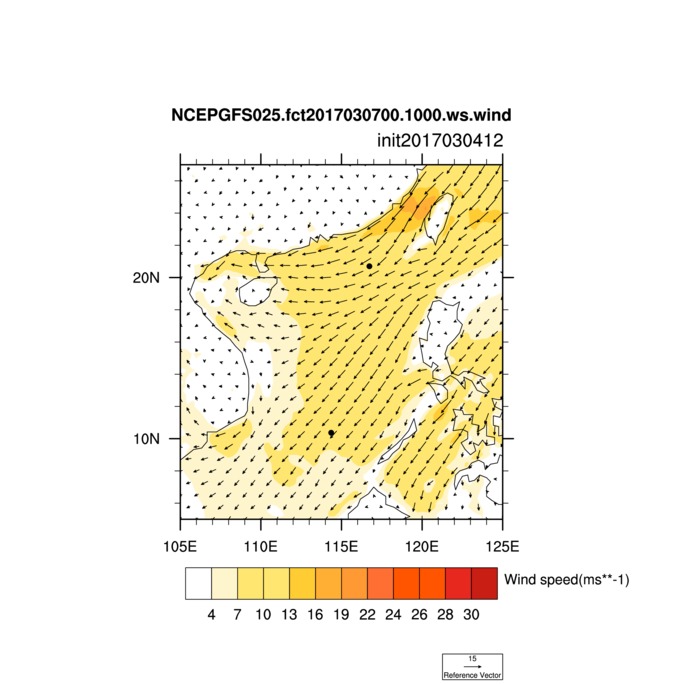 NCEPGFS025.fct2017030700.1000.ws.wind
init2017030412
20N
10N
105E 110E 115E 120E 125E
Wind speed(ms**-1)
4 7 10 13 16 19 22 24 26 28 30
15
Reference Vector